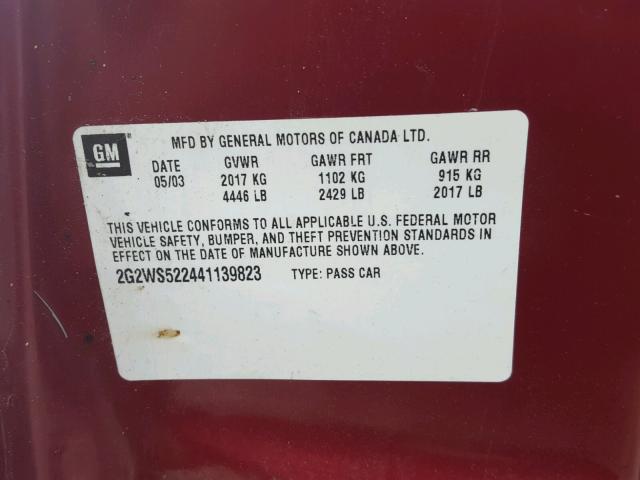 GM
MFD BY GENERAL MOTORS OF CANADA LTD.
DATE GVWR GAWR FRT GAWR RR
05/03 2017 KG 1102 KG 915 KG
4446 LB 2429 LB 2017 LB
THIS VEHICLE CONFORMS TO ALL APPLICABLE U.S. FEDERAL MOTOR
VEHICLE SAFETY, BUMPER, AND THEFT PREVENTION STANDARDS IN
EFFECT ON THE DATE OF MANUFACTURE SHOWN ABOVE.
2G2WS522441139823 TYPE: PASS CAR